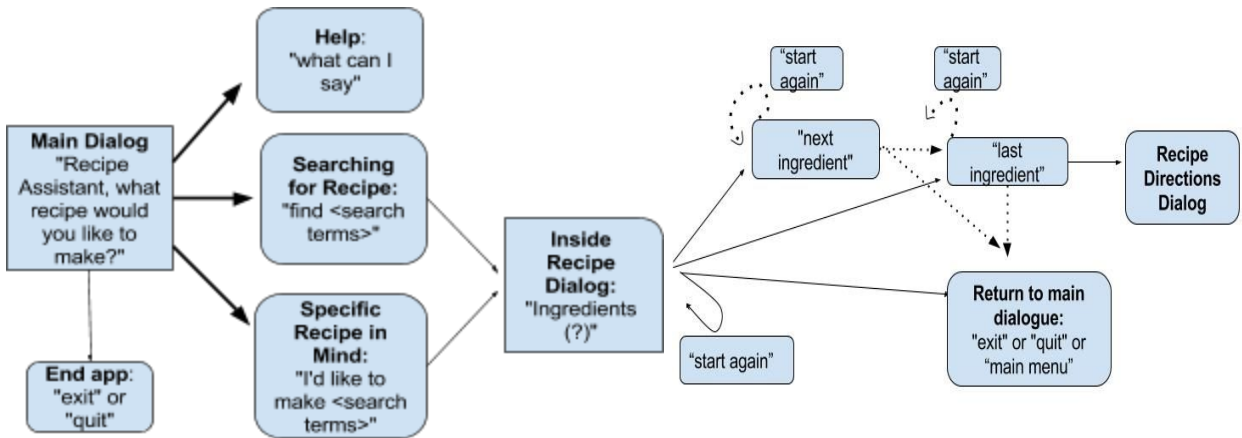 Main Dialog
"Recipe
Assistant, what
recipe would
you like to
make?"
End app:
"exit" or
"quit"
Help:
"what can I
say"
Searching
for Recipe:
"find <search
terms>"
Specific
Recipe in
Mind:
"I'd like to
make <search
terms>"
Inside
Recipe
Dialog:
"Ingredients
(?)"
“start
again”
"next
ingredient"
“start
again”
“last
ingredient”
“start again”
Recipe
Directions
Dialog
Return to main
dialogue:
"exit" or "quit" or
“main menu”